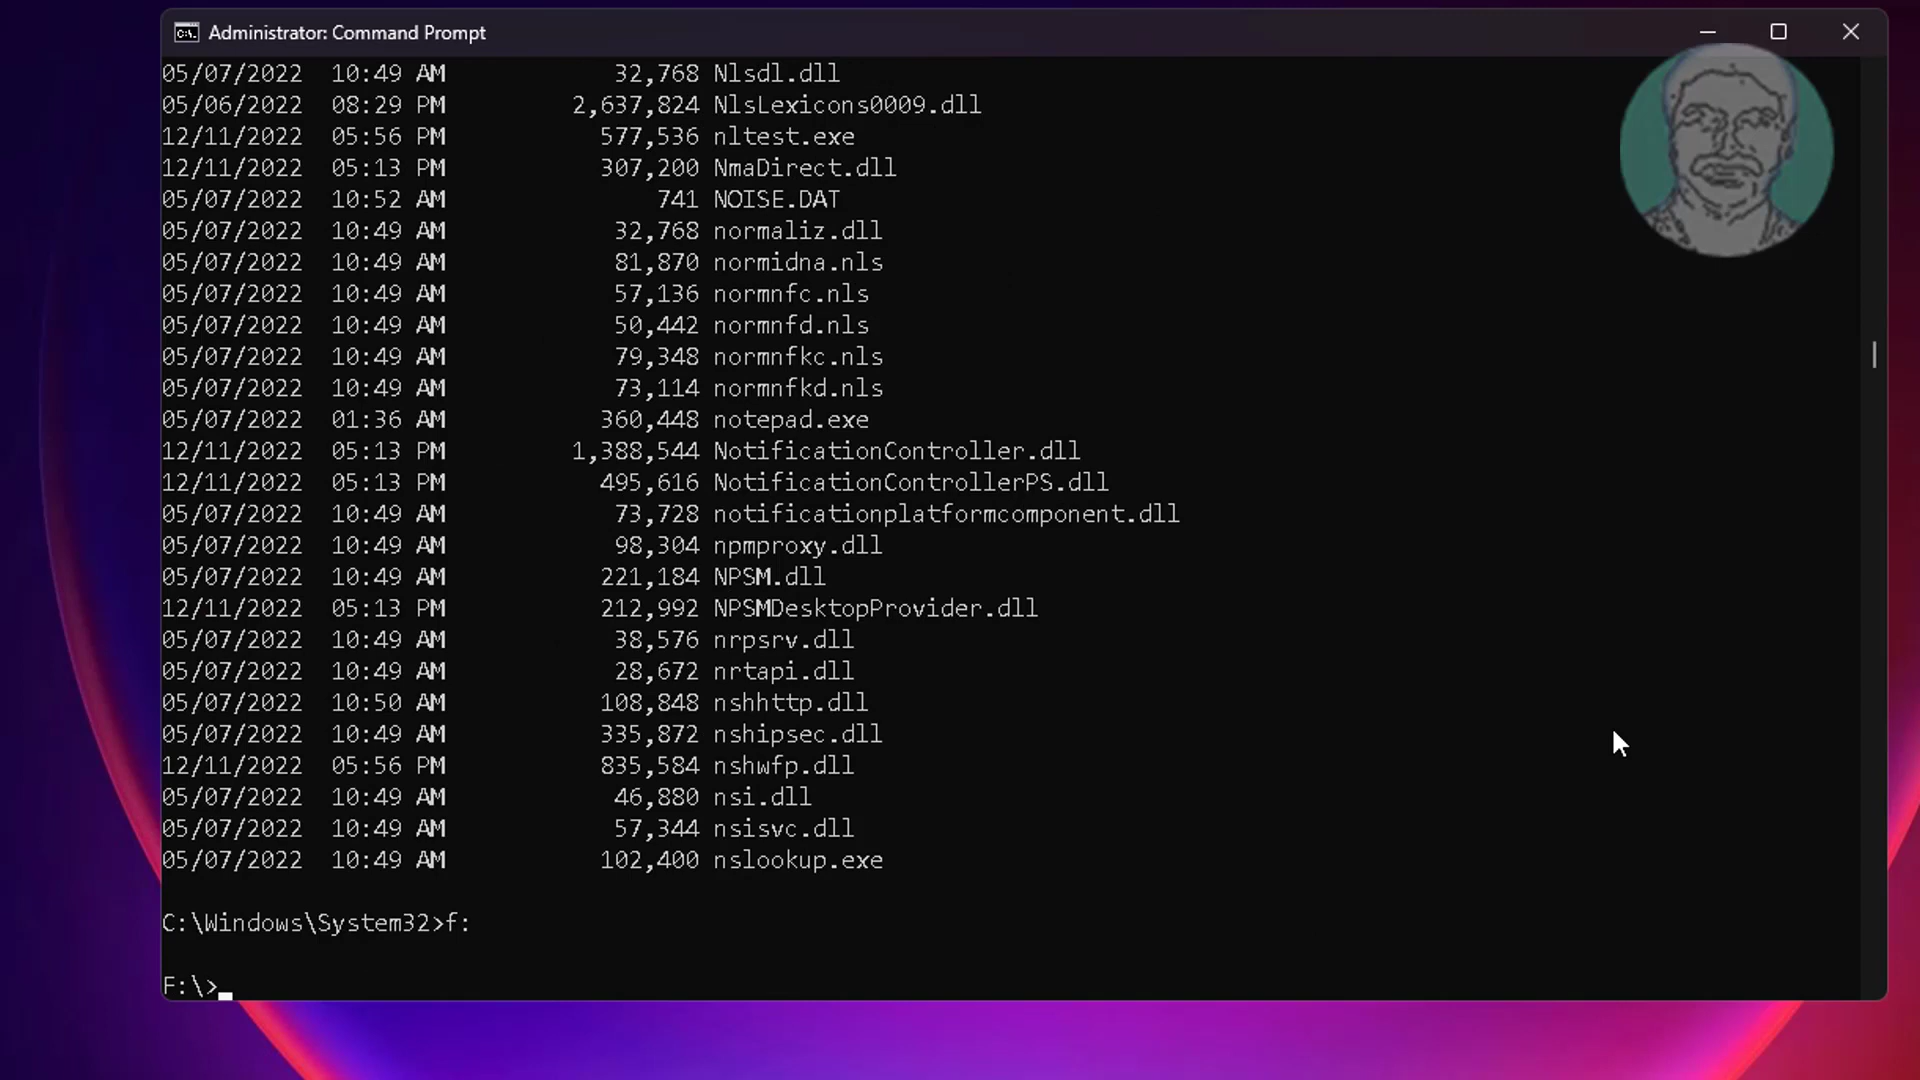 Administrator: Command Prompt
05/07/2022  10:49 AM            32,768 Nlsdl.dll
05/06/2022  08:29 PM         2,637,824 NlsLexicons0009.dll
12/11/2022  05:56 PM           577,536 nltest.exe
12/11/2022  05:13 PM           307,200 NmaDirect.dll
05/07/2022  10:52 AM               741 NOISE.DAT
05/07/2022  10:49 AM            32,768 normaliz.dll
05/07/2022  10:49 AM            81,870 normidna.nls
05/07/2022  10:49 AM            57,136 normnfc.nls
05/07/2022  10:49 AM            50,442 normnfd.nls
05/07/2022  10:49 AM            79,348 normnfkc.nls
05/07/2022  10:49 AM            73,114 normnfkd.nls
05/07/2022  01:36 AM           360,448 notepad.exe
12/11/2022  05:13 PM         1,388,544 NotificationController.dll
12/11/2022  05:13 PM           495,616 NotificationControllerPS.dll
05/07/2022  10:49 AM            73,728 notificationplatformcomponent.dll
05/07/2022  10:49 AM            98,304 npmproxy.dll
05/07/2022  10:49 AM           221,184 NPSM.dll
12/11/2022  05:13 PM           212,992 NPSMDesktopProvider.dll
05/07/2022  10:49 AM            38,576 nrpsrv.dll
05/07/2022  10:49 AM            28,672 nrtapi.dll
05/07/2022  10:50 AM           108,848 nshhttp.dll
05/07/2022  10:49 AM           335,872 nshipsec.dll
12/11/2022  05:56 PM           835,584 nshwfp.dll
05/07/2022  10:49 AM            46,880 nsi.dll
05/07/2022  10:49 AM            57,344 nsisvc.dll
05/07/2022  10:49 AM           102,400 nslookup.exe
C:\Windows\System32>f:
F:\>